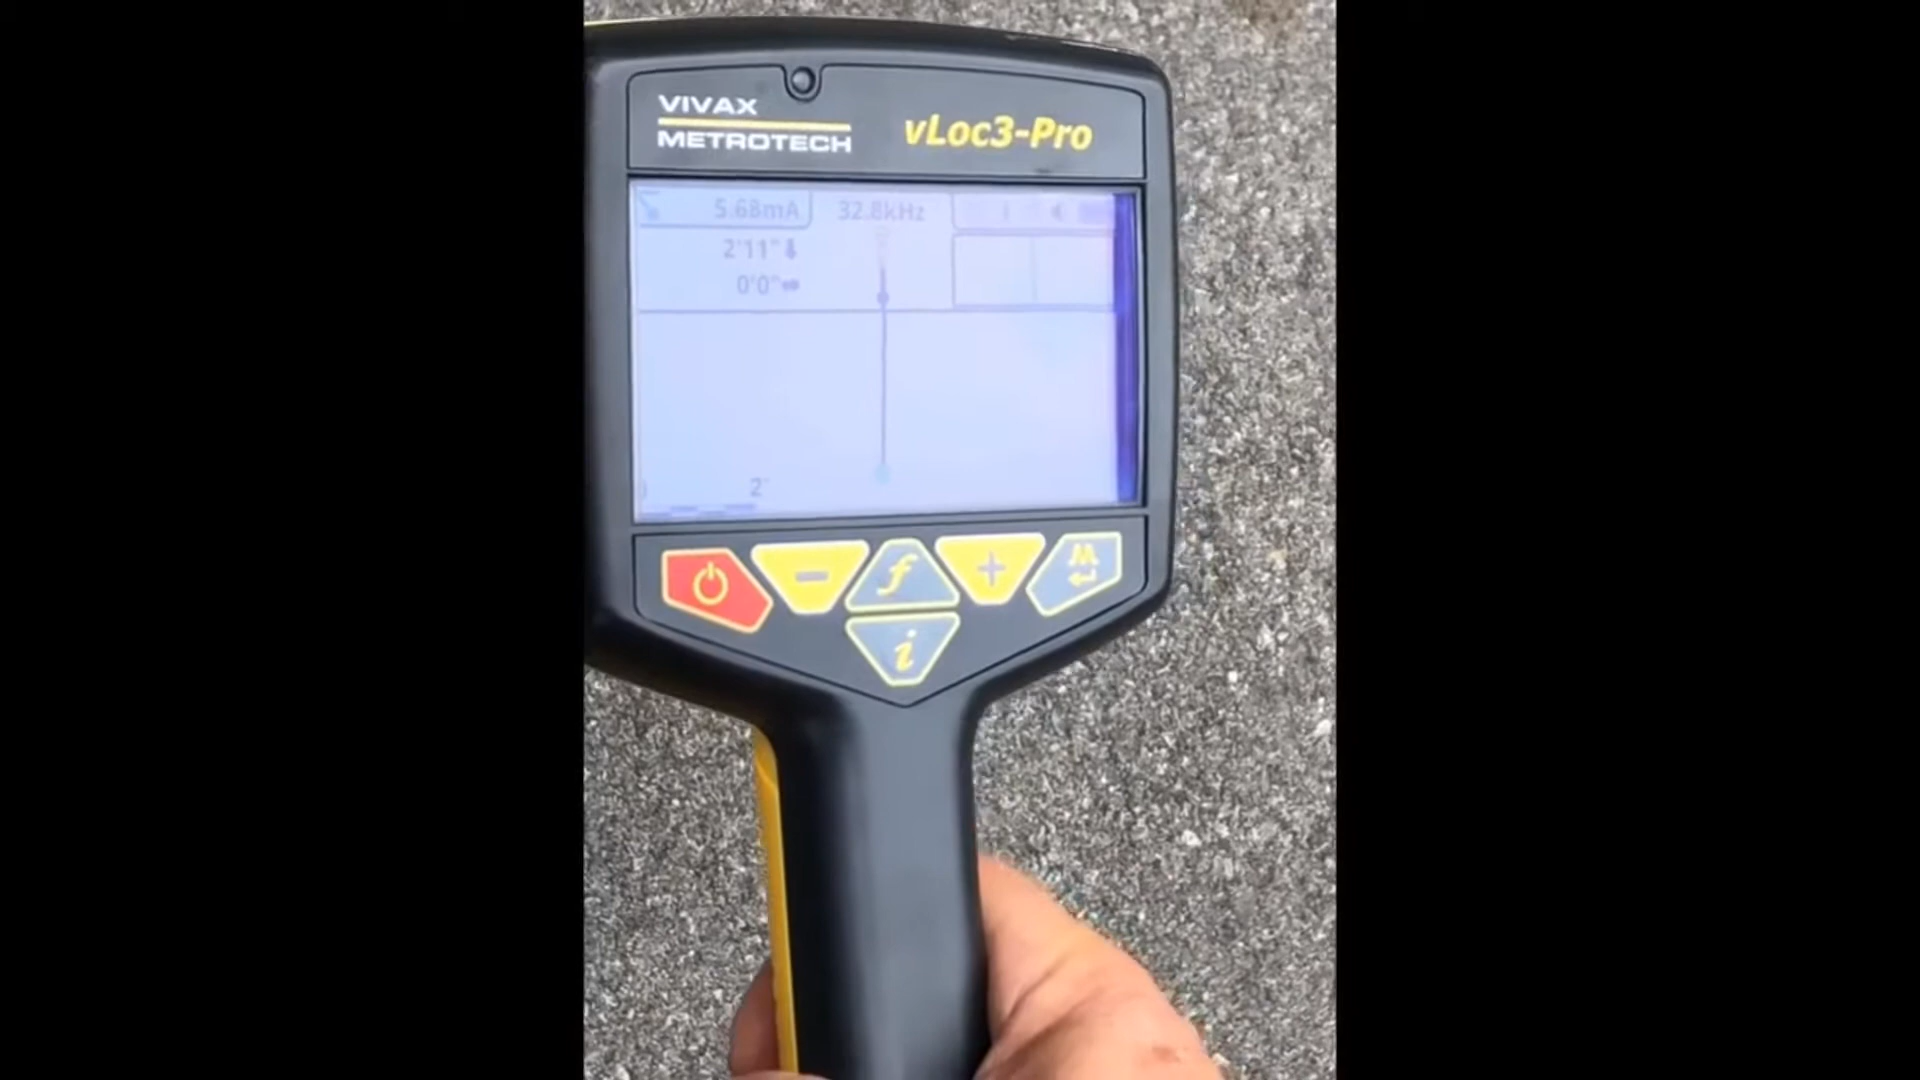 VIVAX
METROTECH
vLoc3-Pro
5.68mA
32.8kHz
2'11"
0'0"
2'
f
i